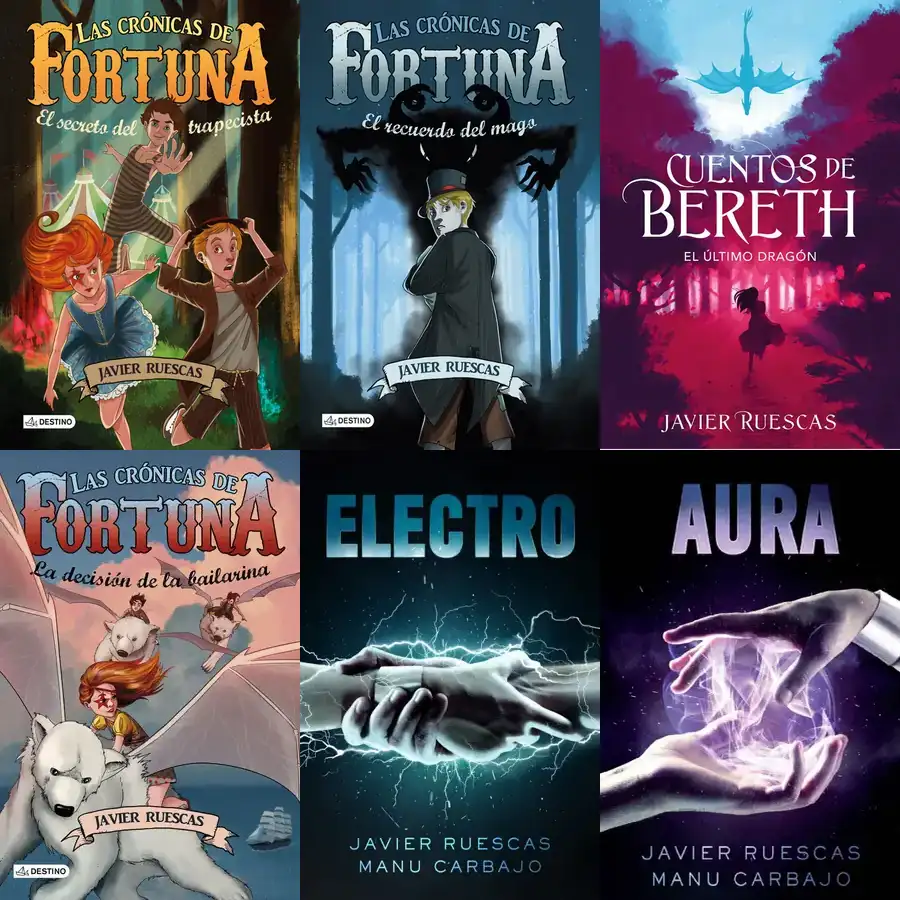 LAS CRÓNICAS DE
FORTUNA
El secreto del trapecista
JAVIER RUESCAS
DESTINO
LAS CRÓNICAS DE
FORTUNA
El recuerdo del mago
JAVIER RUESCAS
DESTINO
CUENTOS DE
BERETH
EL ÚLTIMO DRAGÓN
JAVIER RUESCAS
LAS CRÓNICAS DE
FORTUNA
La decisión de la bailarina
JAVIER RUESCAS
DESTINO
ELECTRO
JAVIER RUESCAS
MANU CARBAJO
AURA
JAVIER RUESCAS
MANU CARBAJO